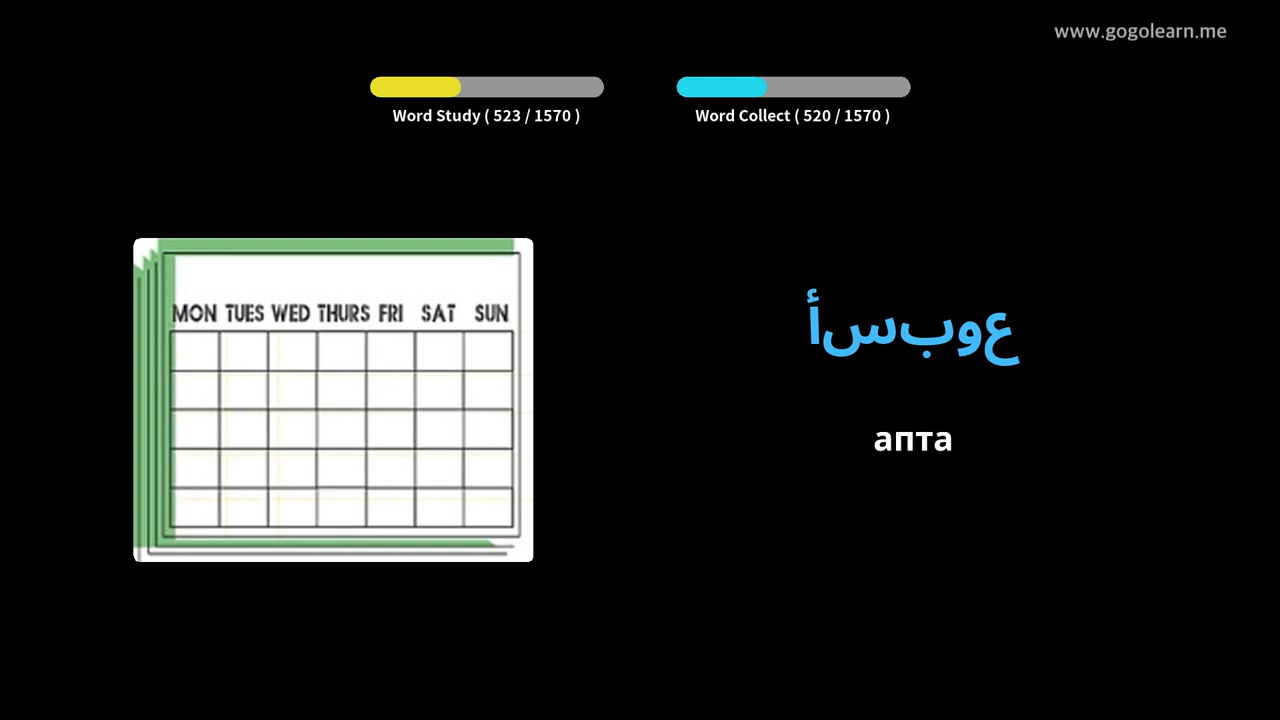 www.gogolearn.me
Word Study ( 523 / 1570 )
Word Collect ( 520 / 1570 )
MON TUES WED THURS FRI SAT SUN
أسبوع
апта